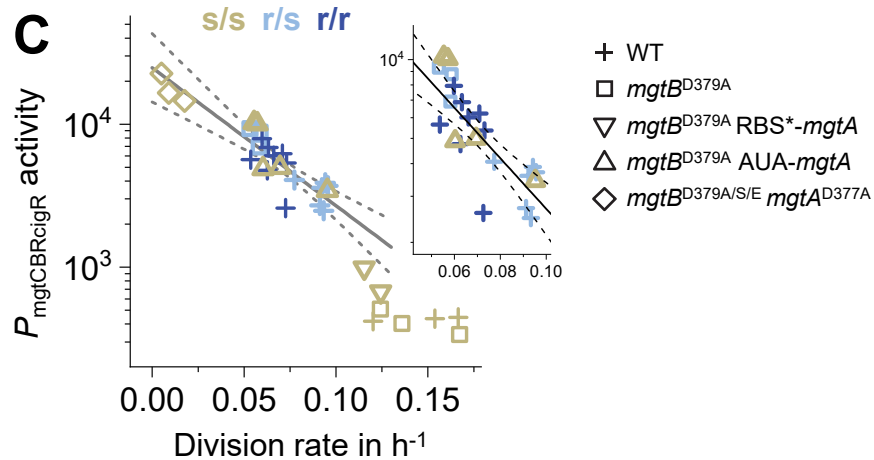 C
s/s r/s r/r
P_mgtCBRcigR activity
10⁴
10³
0.00 0.05 0.10 0.15
Division rate in h⁻¹
10⁴
0.06 0.08 0.10
WT
mgtB^D379A
mgtB^D379A RBS*-mgtA
mgtB^D379A AUA-mgtA
mgtB^D379A/S/E mgtA^D377A